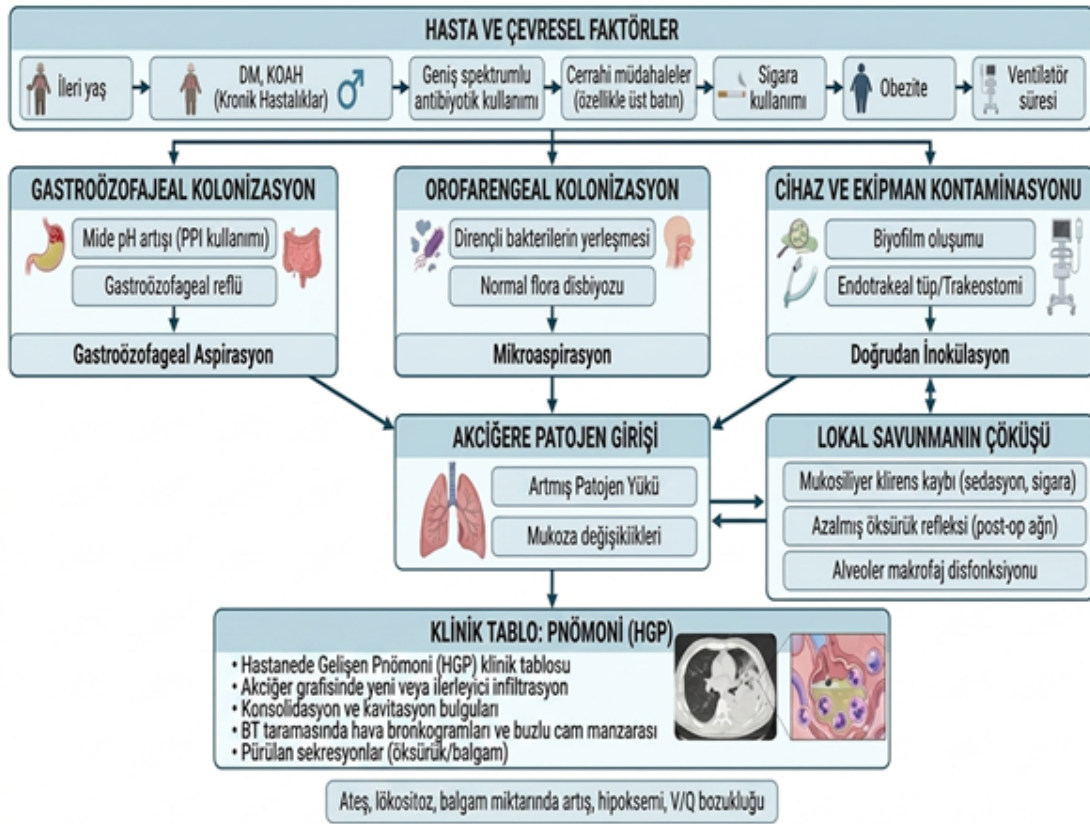 HASTA VE ÇEVRESEL FAKTÖRLER
İleri yaş
DM, KOAH
(Kronik Hastalıklar)
Geniş spektrumlu
antibiyotik kullanımı
Cerrahi müdahaleler
(özellikle üst batın)
Sigara
kullanımı
Obezite
Ventilatör
süresi
GASTROÖZOFAJEAL KOLONİZASYON
Mide pH artışı (PPI kullanımı)
Gastroözofageal reflü
Gastroözofageal Aspirasyon
OROFARENGEAL KOLONİZASYON
Dirençli bakterilerin yerleşmesi
Normal flora disbiyozu
Mikroaspirasyon
CİHAZ VE EKİPMAN KONTAMİNASYONU
Biyofilm oluşumu
Endotrakeal tüp/Trakeostomi
Doğrudan İnokülasyon
AKCİĞERE PATOJEN GİRİŞİ
Artmış Patojen Yükü
Mukoza değişiklikleri
LOKAL SAVUNMANIN ÇÖKÜŞÜ
Mukosiliyer klirens kaybı (sedasyon, sigara)
Azalmış öksürük refleksi (post-op ağrı)
Alveoler makrofaj disfonksiyonu
KLİNİK TABLO: PNÖMONİ (HGP)
• Hastanede Gelişen Pnömoni (HGP) klinik tablosu
• Akciğer grafisinde yeni veya ilerleyici infiltrasyon
• Konsolidasyon ve kavitasyon bulguları
• BT taramasında hava bronkogramları ve buzlu cam manzarası
• Pürülan sekresyonlar (öksürük/balgam)
Ateş, lökositoz, balgam miktarında artış, hipoksemi, V/Q bozukluğu